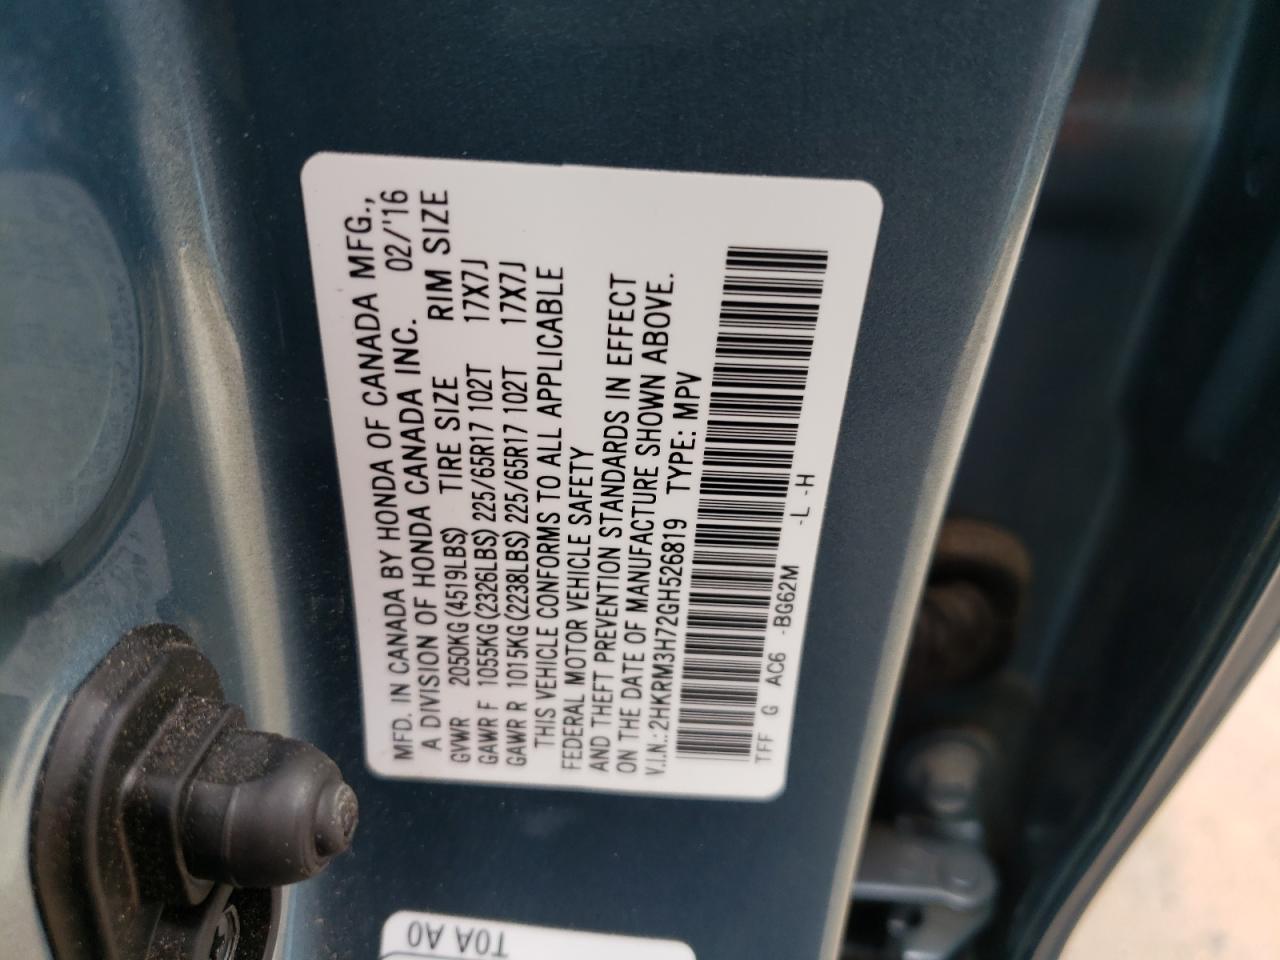 MFD. IN CANADA BY HONDA OF CANADA MFG.,
A DIVISION OF HONDA CANADA INC. 02/'16
GVWR 2050KG (4519LBS) TIRE SIZE RIM SIZE
GAWR F 1055KG (2326LBS) 225/65R17 102T 17X7J
GAWR R 1015KG (2238LBS) 225/65R17 102T 17X7J
THIS VEHICLE CONFORMS TO ALL APPLICABLE
FEDERAL MOTOR VEHICLE SAFETY
AND THEFT PREVENTION STANDARDS IN EFFECT
ON THE DATE OF MANUFACTURE SHOWN ABOVE.
V.I.N.: 2HKRM3H72GH526819 TYPE: MPV
TFF G AC6 -BG62M -L -H
T0A A0